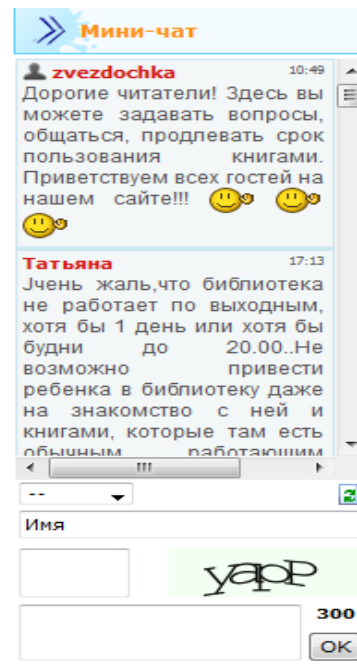 Мини-чат
zvezdochka 10:49
Дорогие читатели! Здесь вы
можете задавать вопросы,
общаться, продлевать срок
пользования книгами.
Приветствуем всех гостей на
нашем сайте!!!
Татьяна 17:13
Jчень жаль,что библиотека
не работает по выходным,
хотя бы 1 день или хотя бы
будни до 20.00..Не
возможно привести
ребенка в библиотеку даже
на знакомство с ней и
книгами, которые там есть
обычным работающим
--
Имя
yapp
300
OK